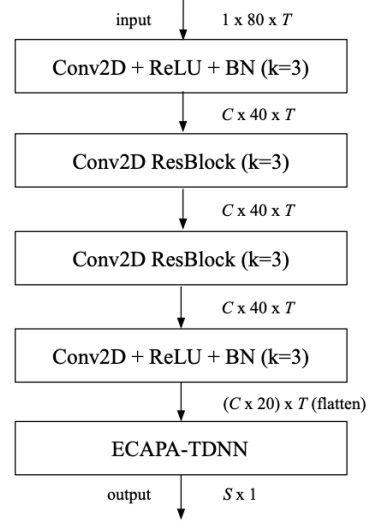 input 1 x 80 x T
Conv2D + ReLU + BN (k=3)
C x 40 x T
Conv2D ResBlock (k=3)
C x 40 x T
Conv2D ResBlock (k=3)
C x 40 x T
Conv2D + ReLU + BN (k=3)
(C x 20) x T (flatten)
ECAPA-TDNN
output S x 1